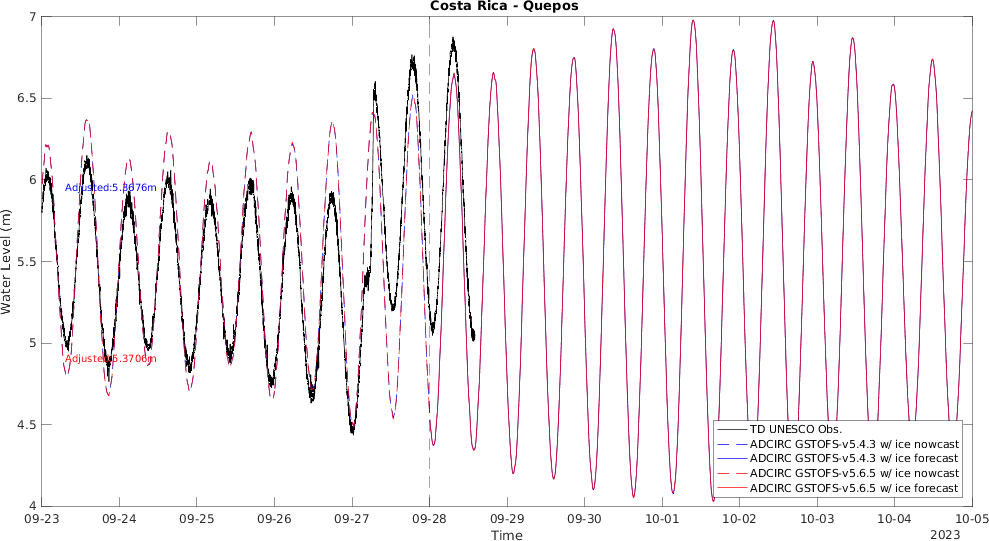 Costa Rica - Quepos
7
6.5
6
5.5
5
4.5
4
Water Level (m)
Adjusted:5.3676m
Adjusted:5.3706m
TD UNESCO Obs.
ADCIRC GSTOFS-v5.4.3 w/ ice nowcast
ADCIRC GSTOFS-v5.4.3 w/ ice forecast
ADCIRC GSTOFS-v5.6.5 w/ ice nowcast
ADCIRC GSTOFS-v5.6.5 w/ ice forecast
09-23 09-24 09-25 09-26 09-27 09-28 09-29 09-30 10-01 10-02 10-03 10-04 10-05
Time
2023